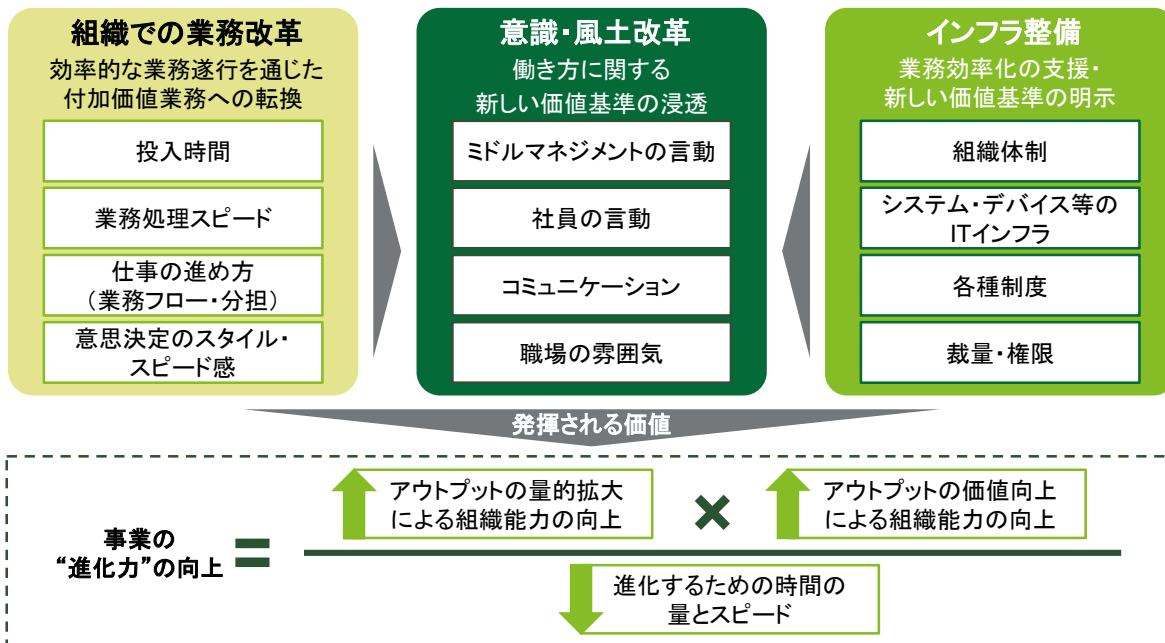 組織での業務改革
効率的な業務遂行を通じた
付加価値業務への転換
投入時間
業務処理スピード
仕事の進め方
（業務フロー・分担）
意思決定のスタイル・
スピード感
意識・風土改革
働き方に関する
新しい価値基準の浸透
ミドルマネジメントの言動
社員の言動
コミュニケーション
職場の雰囲気
インフラ整備
業務効率化の支援・
新しい価値基準の明示
組織体制
システム・デバイス等の
ITインフラ
各種制度
裁量・権限
発揮される価値
事業の
“進化力”の向上
=
アウトプットの量的拡大
による組織能力の向上
×
アウトプットの価値向上
による組織能力の向上
進化するための時間の
量とスピード